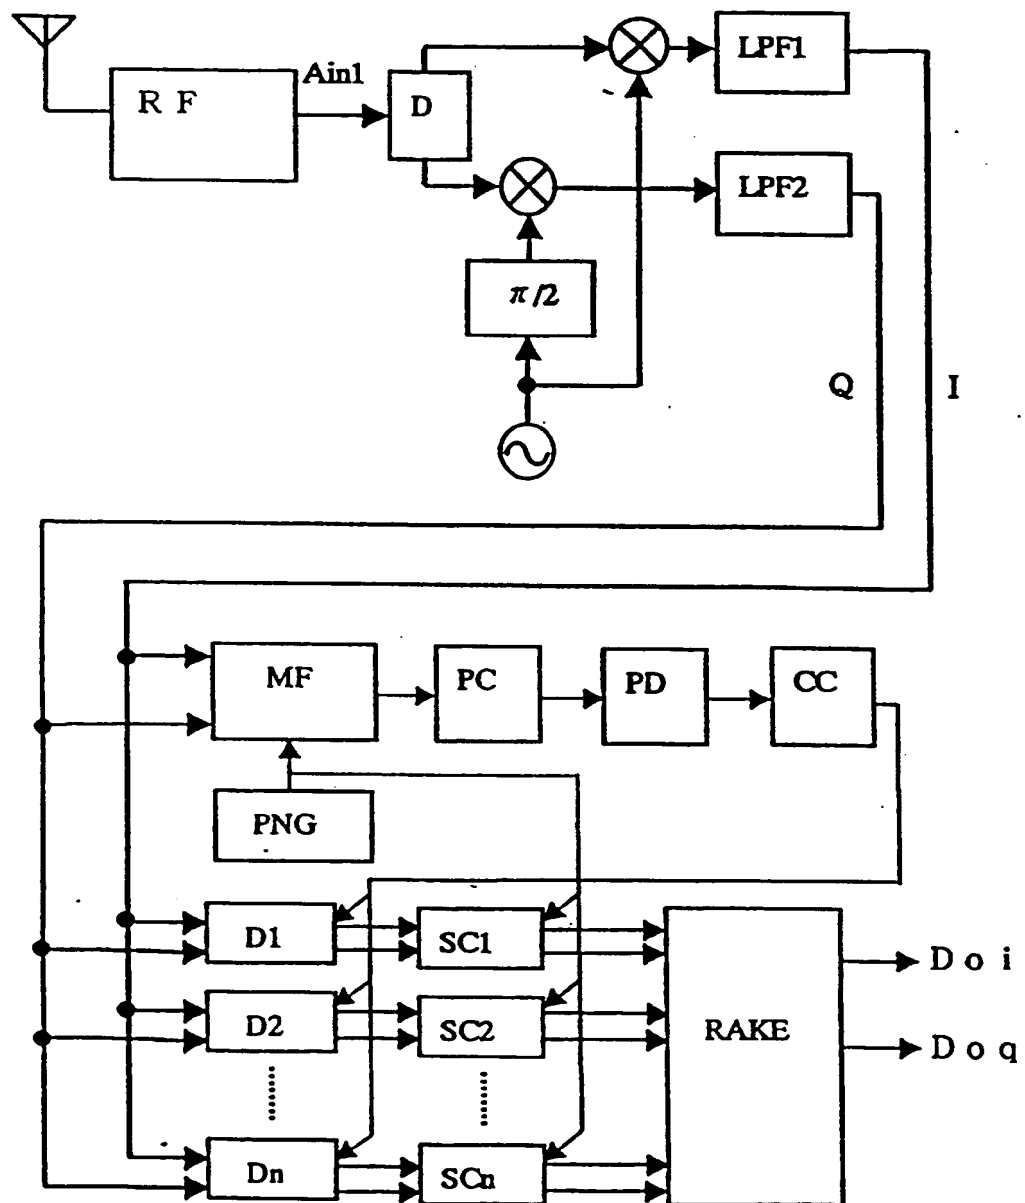 R F
Ain1
D
LPF1
LPF2
π/2
Q
I
MF
PC
PD
CC
PNG
D1
SC1
D2
SC2
Dn
SCn
RAKE
D o i
D o q